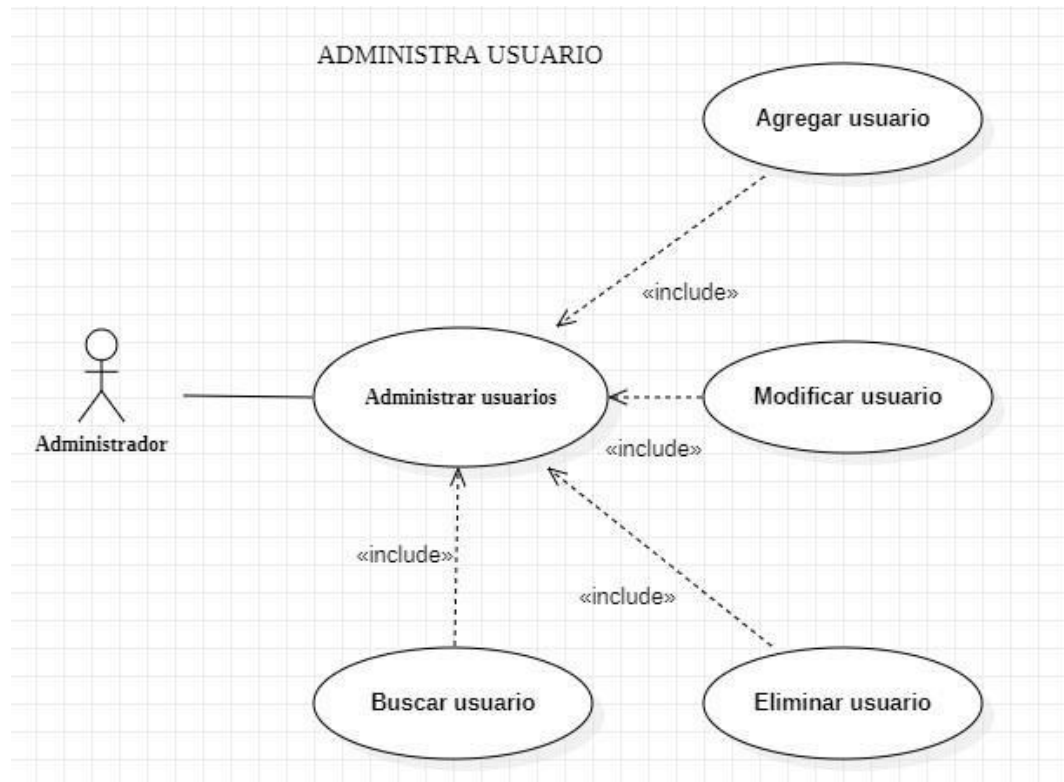 ADMINISTRA USUARIO
Agregar usuario
«include»
Administrar usuarios
Modificar usuario
Administrador
«include»
«include»
«include»
Buscar usuario
Eliminar usuario